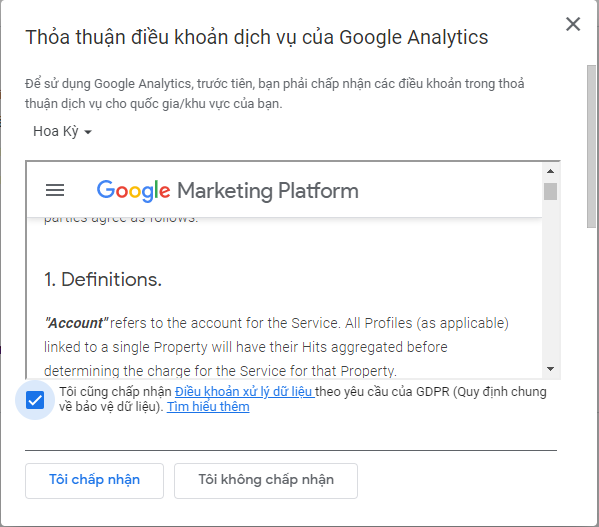 Thỏa thuận điều khoản dịch vụ của Google Analytics
Để sử dụng Google Analytics, trước tiên, bạn phải chấp nhận các điều khoản trong thoả
thuận dịch vụ cho quốc gia/khu vực của bạn.
Hoa Kỳ
Google Marketing Platform
parties agree as follows:
1. Definitions.
"Account" refers to the account for the Service. All Profiles (as applicable)
linked to a single Property will have their Hits aggregated before
determining the charge for the Service for that Property.
Tôi cũng chấp nhận Điều khoản xử lý dữ liệu theo yêu cầu của GDPR (Quy định chung
về bảo vệ dữ liệu). Tìm hiểu thêm
Tôi chấp nhận
Tôi không chấp nhận